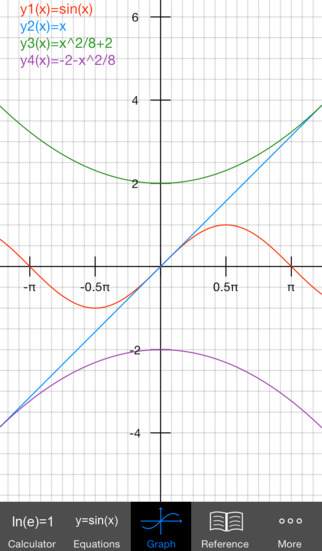 y1(x)=sin(x)
y2(x)=x
y3(x)=x^2/8+2
y4(x)=-2-x^2/8
6
4
2
-π -0.5π 0.5π π
-2
-4
ln(e)=1 y=sin(x)
Calculator Equations Graph Reference More